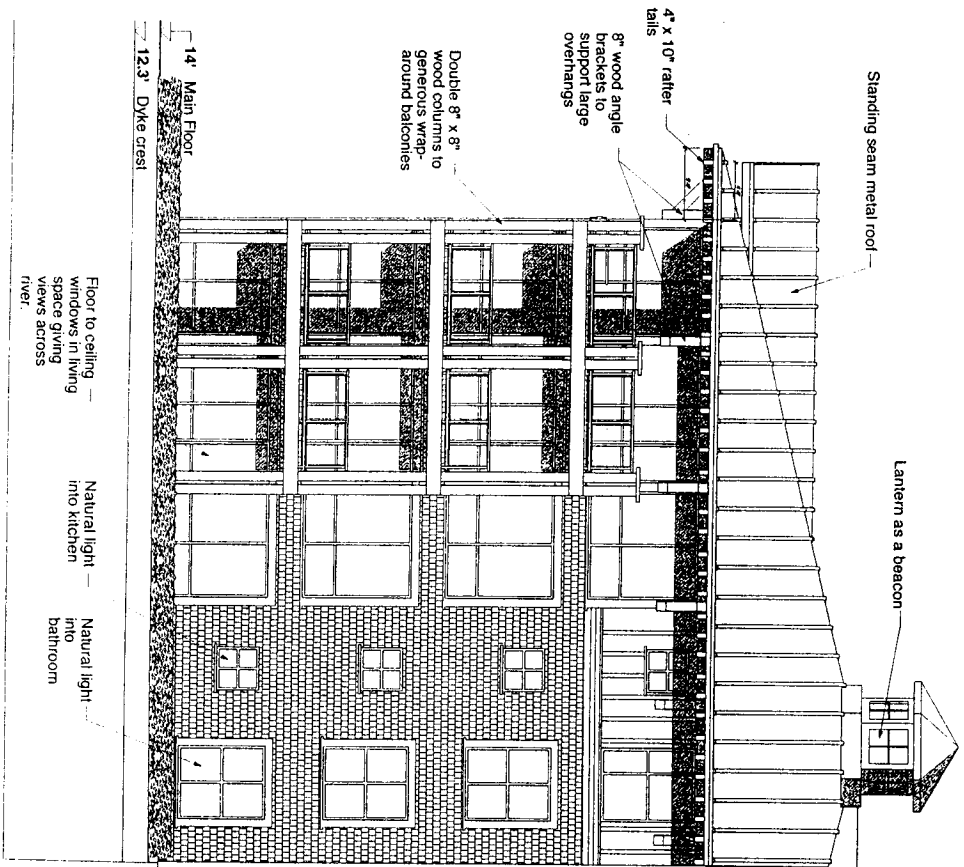 Standing seam metal roof
Lantern as a beacon
4" x 10" rafter
tails
8" wood angle
brackets to
support large
overhangs
Double 8" x 8"
wood columns to
generous wrap-
around balconies
14' Main Floor
12.3' Dyke crest
Floor to ceiling
windows in living
space giving
views across
river.
Natural light
into kitchen
Natural light
into
bathroom